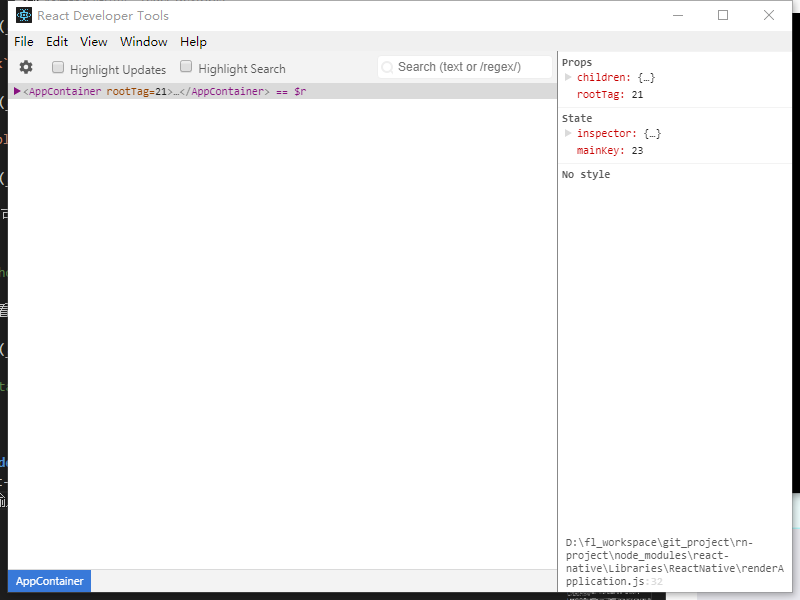 React Developer Tools
File Edit View Window Help
Highlight Updates Highlight Search Search (text or /regex/)
<AppContainer rootTag=21>…</AppContainer> == $r
Props
children: {…}
rootTag: 21
State
inspector: {…}
mainKey: 23
No style
D:\fl_workspace\git_project\rn-
project\node_modules\react-
native\Libraries\ReactNative\renderA
pplication.js:32
AppContainer